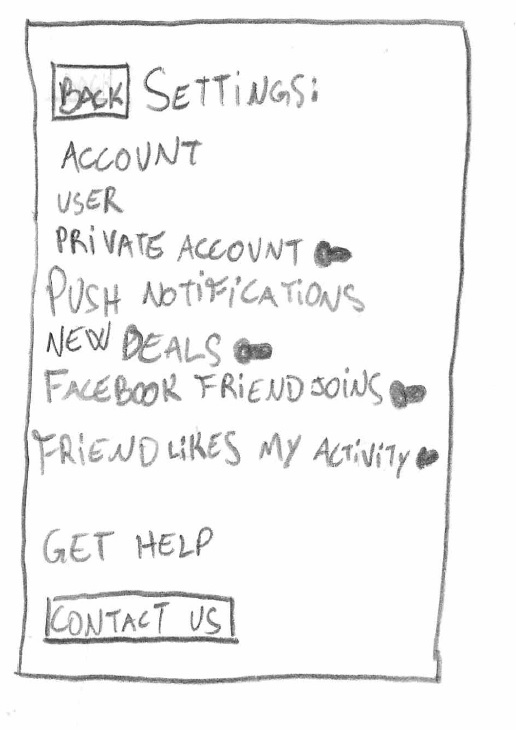 BACK SETTINGS:
ACCOUNT
USER
PRIVATE ACCOUNT
PUSH NOTIFICATIONS
NEW DEALS
FACEBOOK FRIEND JOINS
FRIEND LIKES MY ACTIVITY
GET HELP
CONTACT US